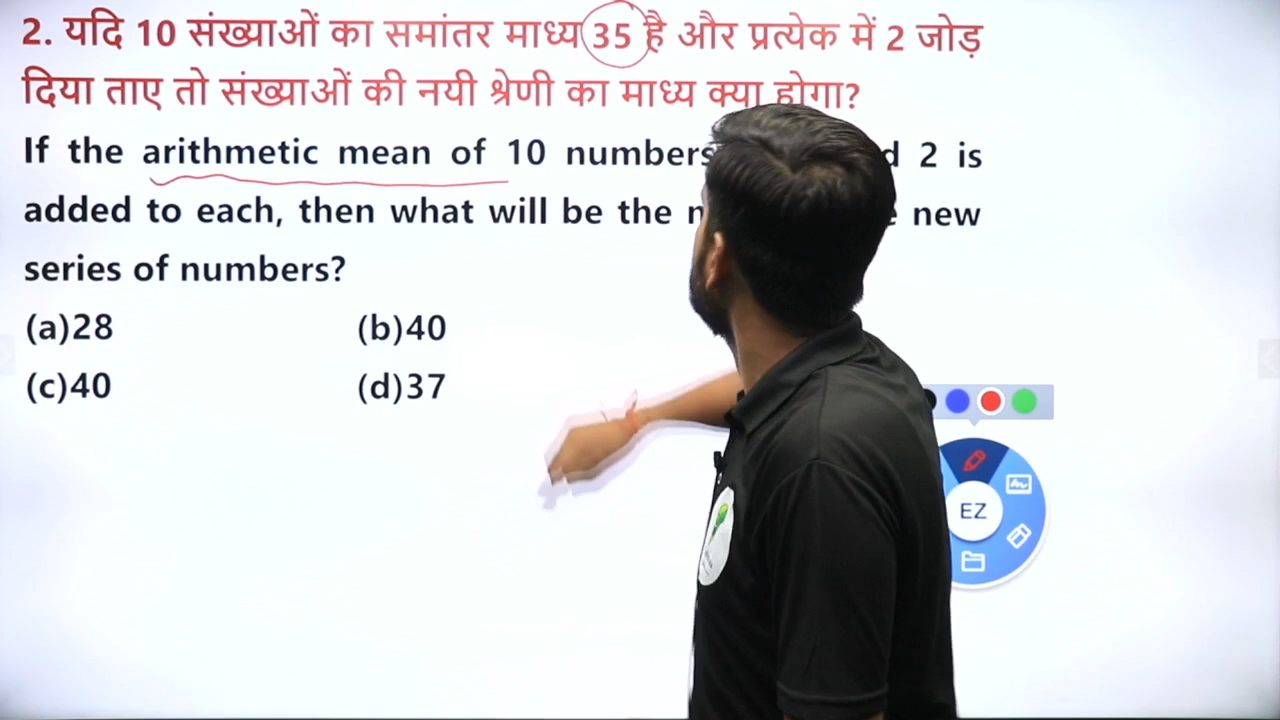 2. यदि 10 संख्याओं का समांतर माध्य 35 है और प्रत्येक में 2 जोड़
दिया ताए तो संख्याओं की नयी श्रेणी का माध्य क्या होगा?
If the arithmetic mean of 10 numbers 2 is
added to each, then what will be the new
series of numbers?
(a)28 (b)40
(c)40 (d)37
EZ